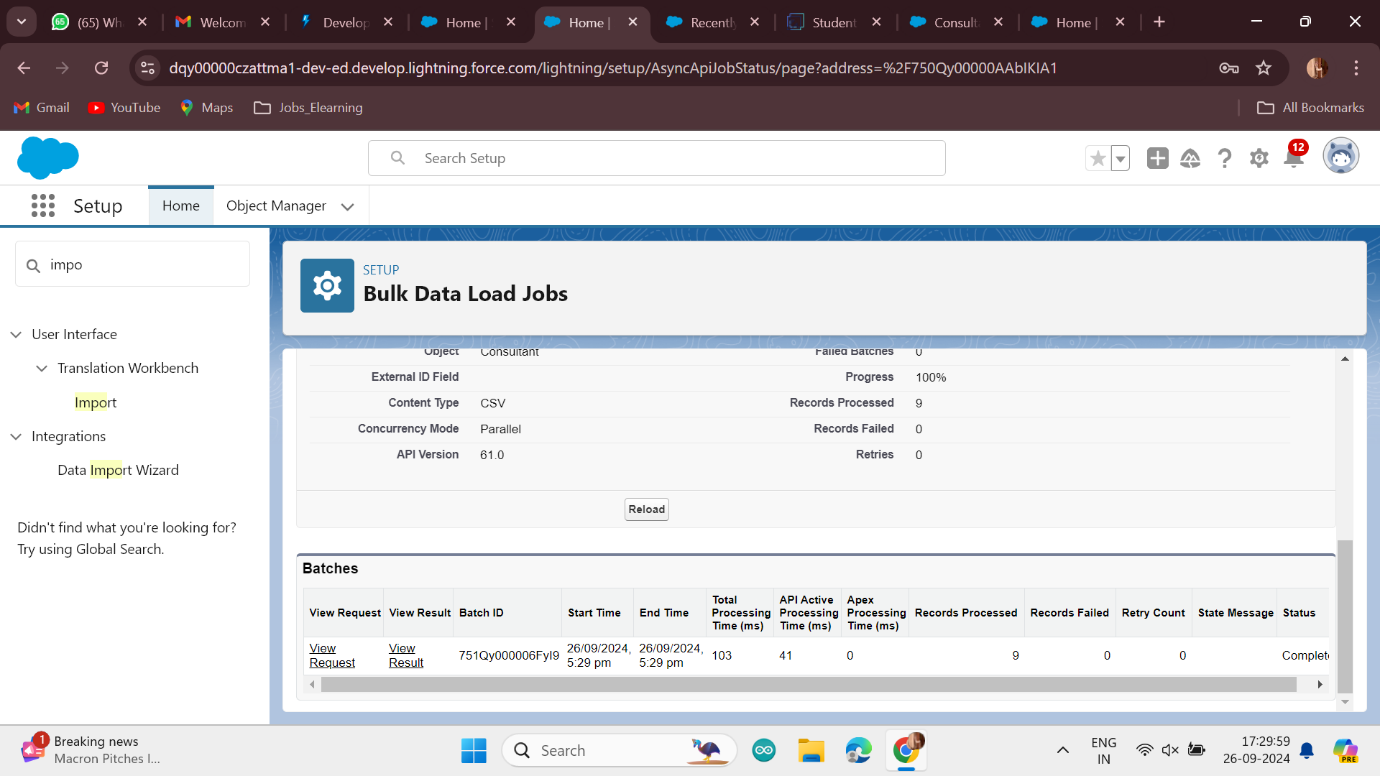 (65) Wh
Welcom
Develop
Home |
Home |
Recently
Student
Consult
Home |
dqy00000czattma1-dev-ed.develop.lightning.force.com/lightning/setup/AsyncApiJobStatus/page?address=%2F750Qy00000AAbIKIA1
Gmail
YouTube
Maps
Jobs_Elearning
All Bookmarks
Search Setup
12
Setup
Home
Object Manager
impo
User Interface
Translation Workbench
Import
Integrations
Data Import Wizard
Didn't find what you're looking for?
Try using Global Search.
SETUP
Bulk Data Load Jobs
Object Consultant Failed Batches 0
External ID Field Progress 100%
Content Type CSV Records Processed 9
Concurrency Mode Parallel Records Failed 0
API Version 61.0 Retries 0
Reload
Batches
View Request
View Result
Batch ID
Start Time
End Time
Total
Processing
Time (ms)
API Active
Processing
Time (ms)
Apex
Processing
Time (ms)
Records Processed
Records Failed
Retry Count
State Message
Status
View
Request
View
Result
751Qy000006FyI9
26/09/2024,
5:29 pm
26/09/2024,
5:29 pm
103
41
0
9
0
0
Complet
1
Breaking news
Macron Pitches I...
Search
ENG
IN
17:29:59
26-09-2024
PRE